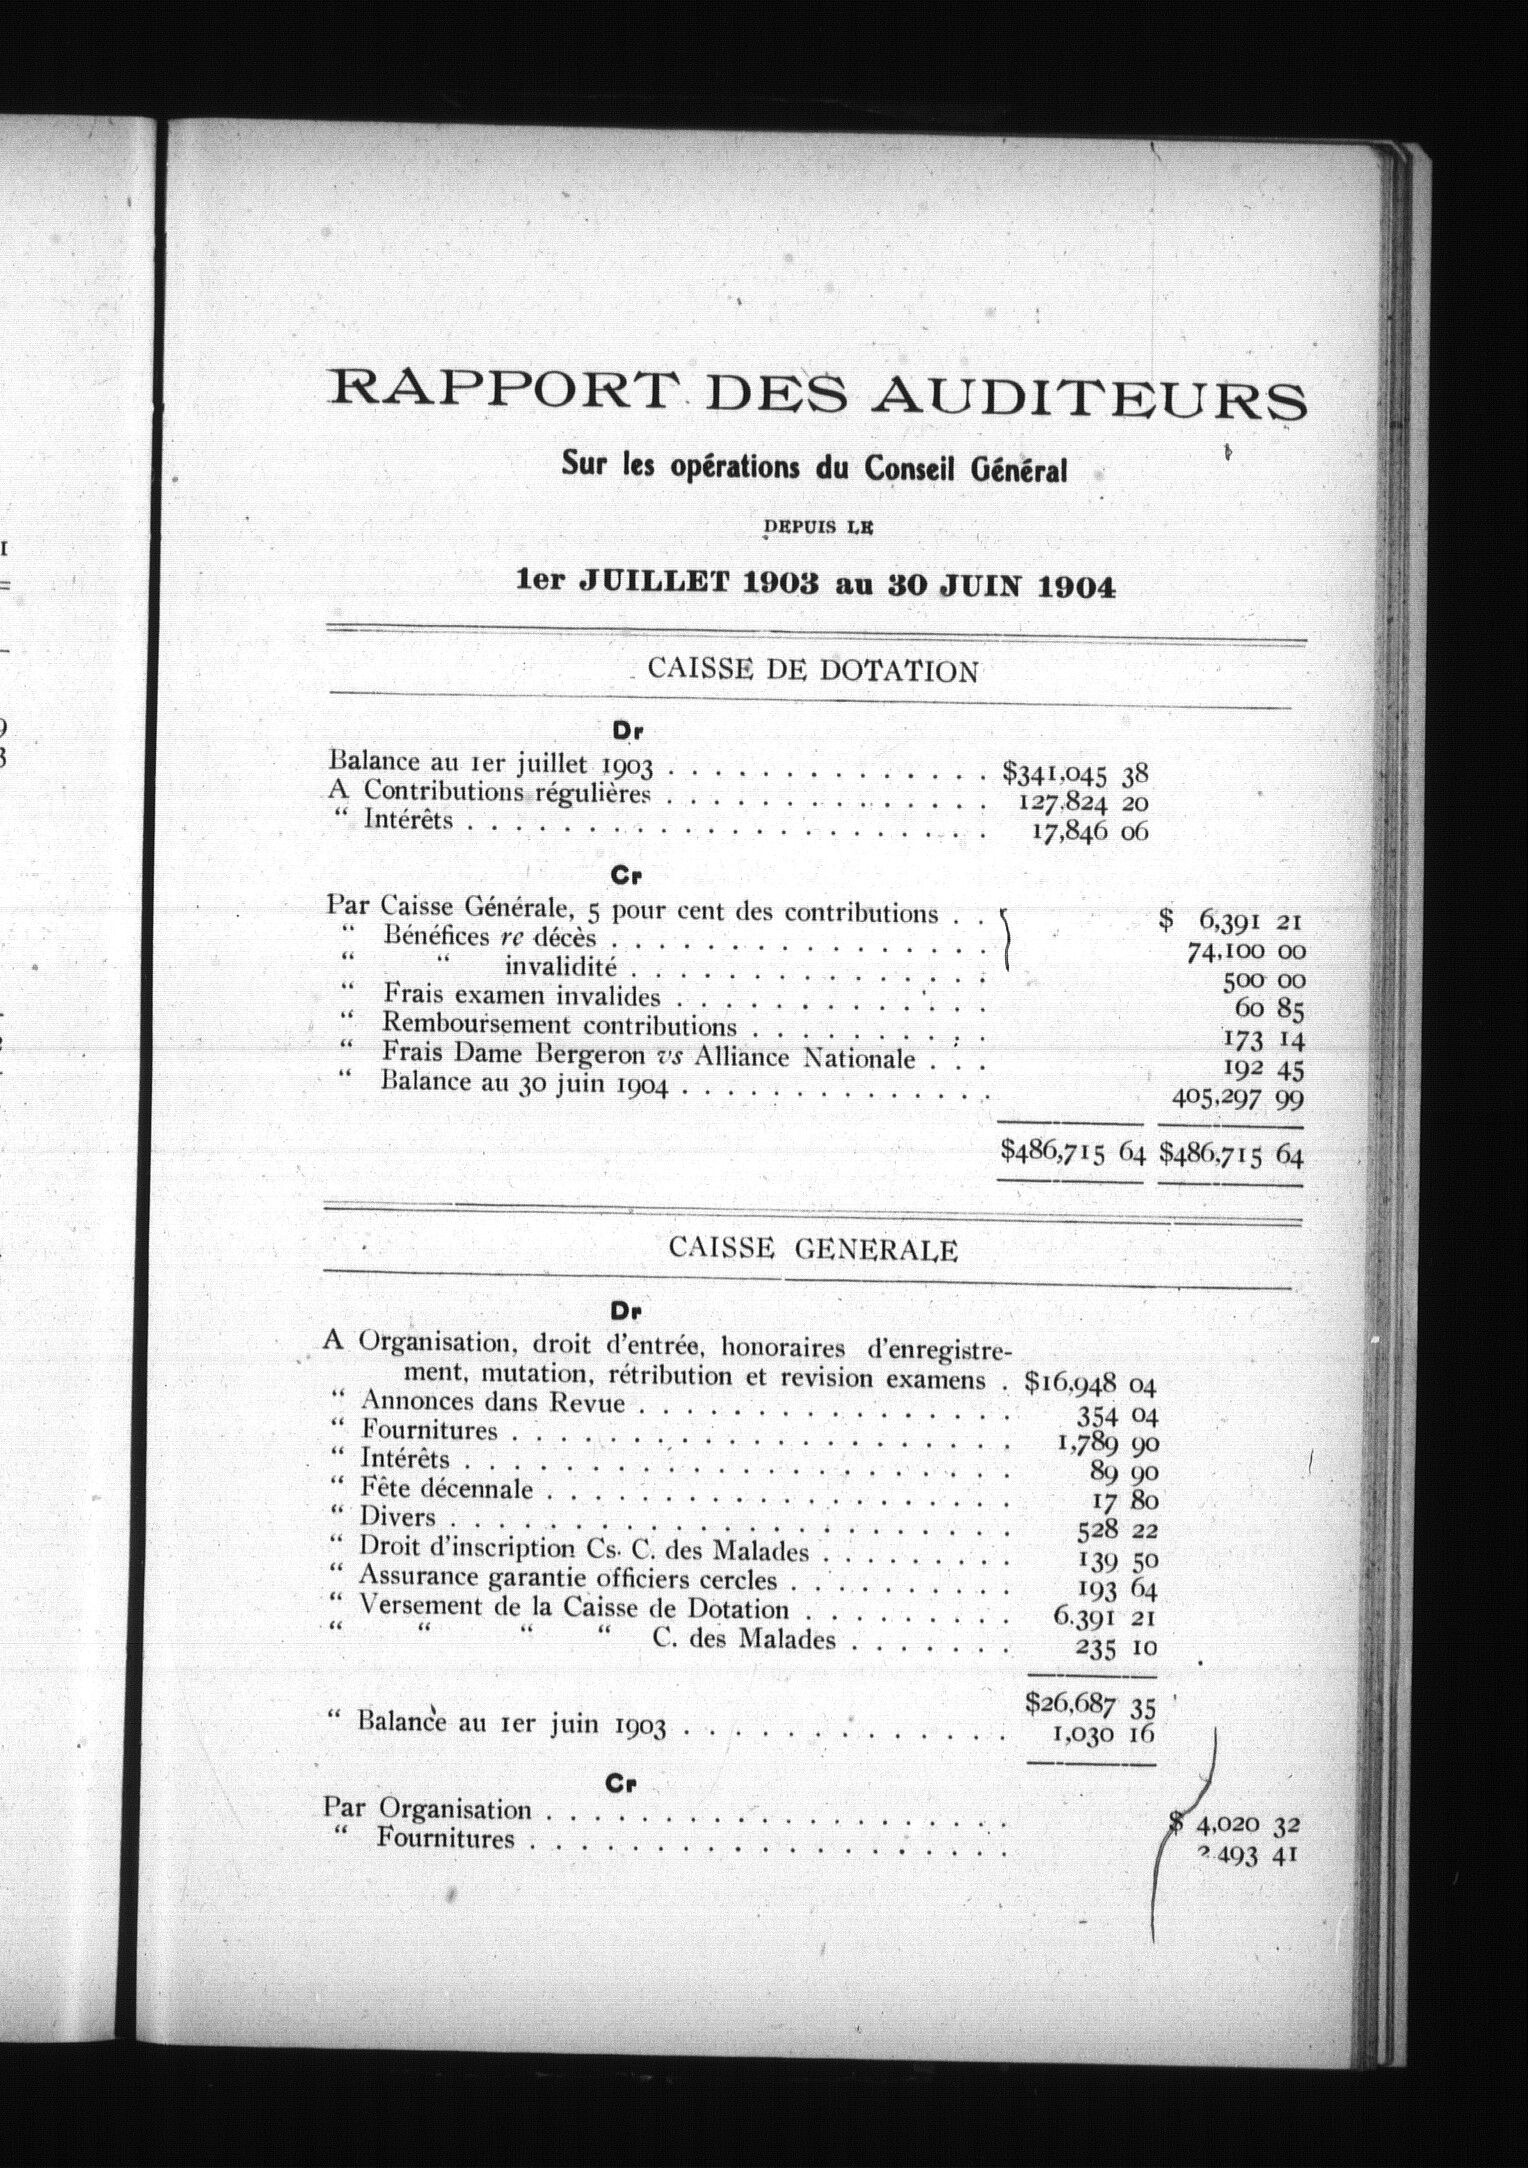 RAPPORT DES AUDITEURS
Sur les opérations du Conseil Général
DEPUIS LE
1er JUILLET 1903 au 30 JUIN 1904
CAISSE DE DOTATION
Dr
Balance au 1er juillet 1903 . . . . . . . . . . . . . . $341,045 38
A Contributions régulières . . . . . . . . . . . . . . 127,824 20
“ Intérêts . . . . . . . . . . . . . . . . . . . . . . 17,846 06
Cr
Par Caisse Générale, 5 pour cent des contributions . . $ 6,391 21
“ Bénéfices re décès . . . . . . . . . . . . . . . . 74,100 00
“ “ invalidité . . . . . . . . . . . . . . . 500 00
“ Frais examen invalides . . . . . . . . . . . . . 60 85
“ Remboursement contributions . . . . . . . . . . 173 14
“ Frais Dame Bergeron vs Alliance Nationale . . . 192 45
“ Balance au 30 juin 1904 . . . . . . . . . . . . . 405,297 99
$486,715 64 $486,715 64
CAISSE GENERALE
Dr
A Organisation, droit d’entrée, honoraires d’enregistre-
ment, mutation, rétribution et revision examens . $16,948 04
“ Annonces dans Revue . . . . . . . . . . . . . . . . 354 04
“ Fournitures . . . . . . . . . . . . . . . . . . . . . 1,789 90
“ Intérêts . . . . . . . . . . . . . . . . . . . . . . 89 90
“ Fête décennale . . . . . . . . . . . . . . . . . . . 17 80
“ Divers . . . . . . . . . . . . . . . . . . . . . . . 528 22
“ Droit d’inscription Cs. C. des Malades . . . . . . . . 139 50
“ Assurance garantie officiers cercles . . . . . . . . . . 193 64
“ Versement de la Caisse de Dotation . . . . . . . . . 6.391 21
“ “ “ “ C. des Malades . . . . . . . 235 10
$26,687 35
“ Balance au 1er juin 1903 . . . . . . . . . . . . . . 1,030 16
Cr
Par Organisation . . . . . . . . . . . . . . . . . . . $ 4,020 32
“ Fournitures . . . . . . . . . . . . . . . . . . . . 2.493 41